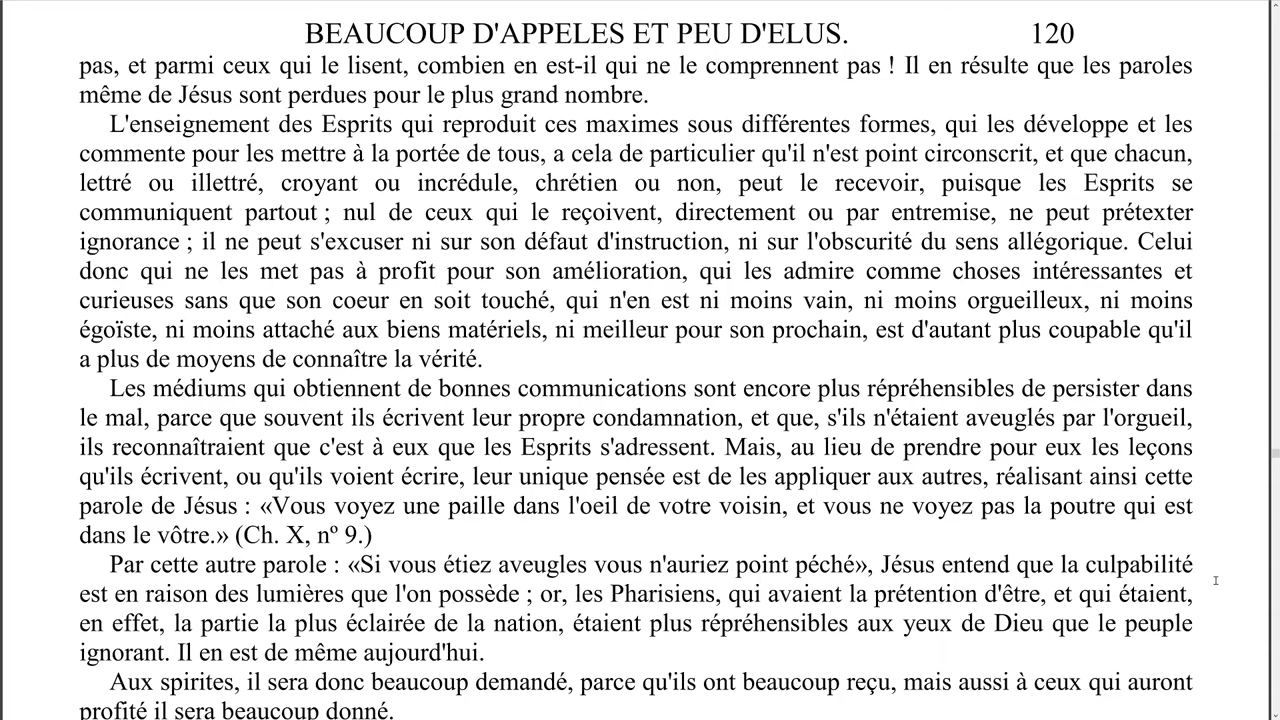 BEAUCOUP D'APPELES ET PEU D'ELUS. 120
pas, et parmi ceux qui le lisent, combien en est-il qui ne le comprennent pas ! Il en résulte que les paroles
même de Jésus sont perdues pour le plus grand nombre.
L'enseignement des Esprits qui reproduit ces maximes sous différentes formes, qui les développe et les
commente pour les mettre à la portée de tous, a cela de particulier qu'il n'est point circonscrit, et que chacun,
lettré ou illettré, croyant ou incrédule, chrétien ou non, peut le recevoir, puisque les Esprits se
communiquent partout ; nul de ceux qui le reçoivent, directement ou par entremise, ne peut prétexter
ignorance ; il ne peut s'excuser ni sur son défaut d'instruction, ni sur l'obscurité du sens allégorique. Celui
donc qui ne les met pas à profit pour son amélioration, qui les admire comme choses intéressantes et
curieuses sans que son coeur en soit touché, qui n'en est ni moins vain, ni moins orgueilleux, ni moins
égoïste, ni moins attaché aux biens matériels, ni meilleur pour son prochain, est d'autant plus coupable qu'il
a plus de moyens de connaître la vérité.
Les médiums qui obtiennent de bonnes communications sont encore plus répréhensibles de persister dans
le mal, parce que souvent ils écrivent leur propre condamnation, et que, s'ils n'étaient aveuglés par l'orgueil,
ils reconnaîtraient que c'est à eux que les Esprits s'adressent. Mais, au lieu de prendre pour eux les leçons
qu'ils écrivent, ou qu'ils voient écrire, leur unique pensée est de les appliquer aux autres, réalisant ainsi cette
parole de Jésus : «Vous voyez une paille dans l'oeil de votre voisin, et vous ne voyez pas la poutre qui est
dans le vôtre.» (Ch. X, nº 9.)
Par cette autre parole : «Si vous étiez aveugles vous n'auriez point péché», Jésus entend que la culpabilité
est en raison des lumières que l'on possède ; or, les Pharisiens, qui avaient la prétention d'être, et qui étaient,
en effet, la partie la plus éclairée de la nation, étaient plus répréhensibles aux yeux de Dieu que le peuple
ignorant. Il en est de même aujourd'hui.
Aux spirites, il sera donc beaucoup demandé, parce qu'ils ont beaucoup reçu, mais aussi à ceux qui auront
profité il sera beaucoup donné.